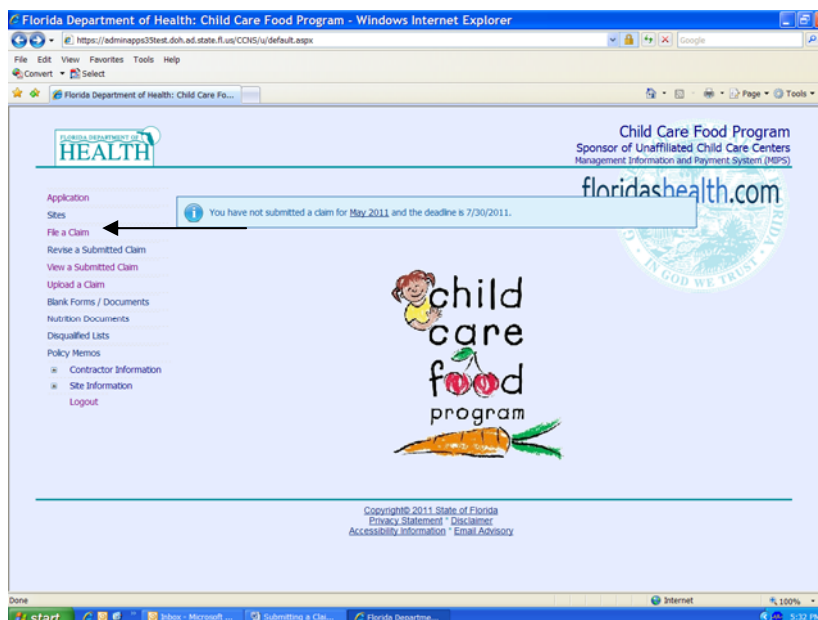 Florida Department of Health: Child Care Food Program - Windows Internet Explorer
https://adminapps35test.doh.ad.state.fl.us/CCNS/u/default.aspx
Google
File Edit View Favorites Tools Help
Convert Select
Florida Department of Health: Child Care Fo...
Page Tools
FLORIDA DEPARTMENT OF
HEALTH
Child Care Food Program
Sponsor of Unaffiliated Child Care Centers
Management Information and Payment System (MIPS)
floridashealth.com
Application
Sites
File a Claim
Revise a Submitted Claim
View a Submitted Claim
Upload a Claim
Blank Forms / Documents
Nutrition Documents
Disqualified Lists
Policy Memos
Contractor Information
Site Information
Logout
You have not submitted a claim for May 2011 and the deadline is 7/30/2011.
IN GOD WE TRUST
child
care
food
program
Copyright© 2011 State of Florida
Privacy Statement * Disclaimer
Accessibility Information * Email Advisory
Done
Internet
100%
start
Inbox - Microsoft ...
Submitting a Clai...
Florida Departme...
5:32 PM